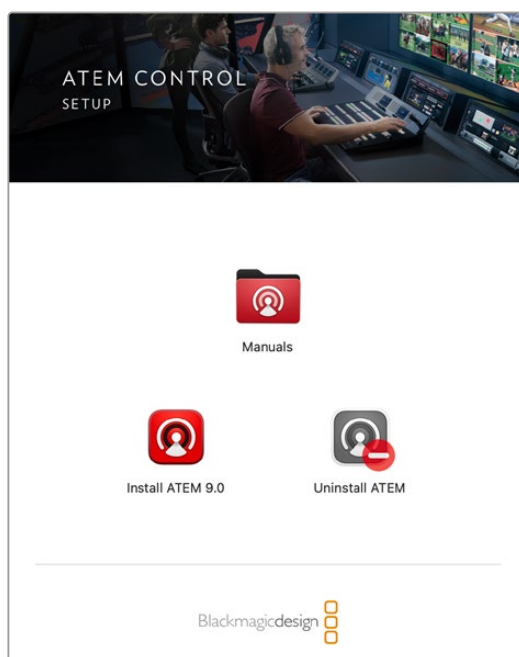 ATEM CONTROL
SETUP
Manuals
Install ATEM 9.0
Uninstall ATEM
Blackmagicdesign